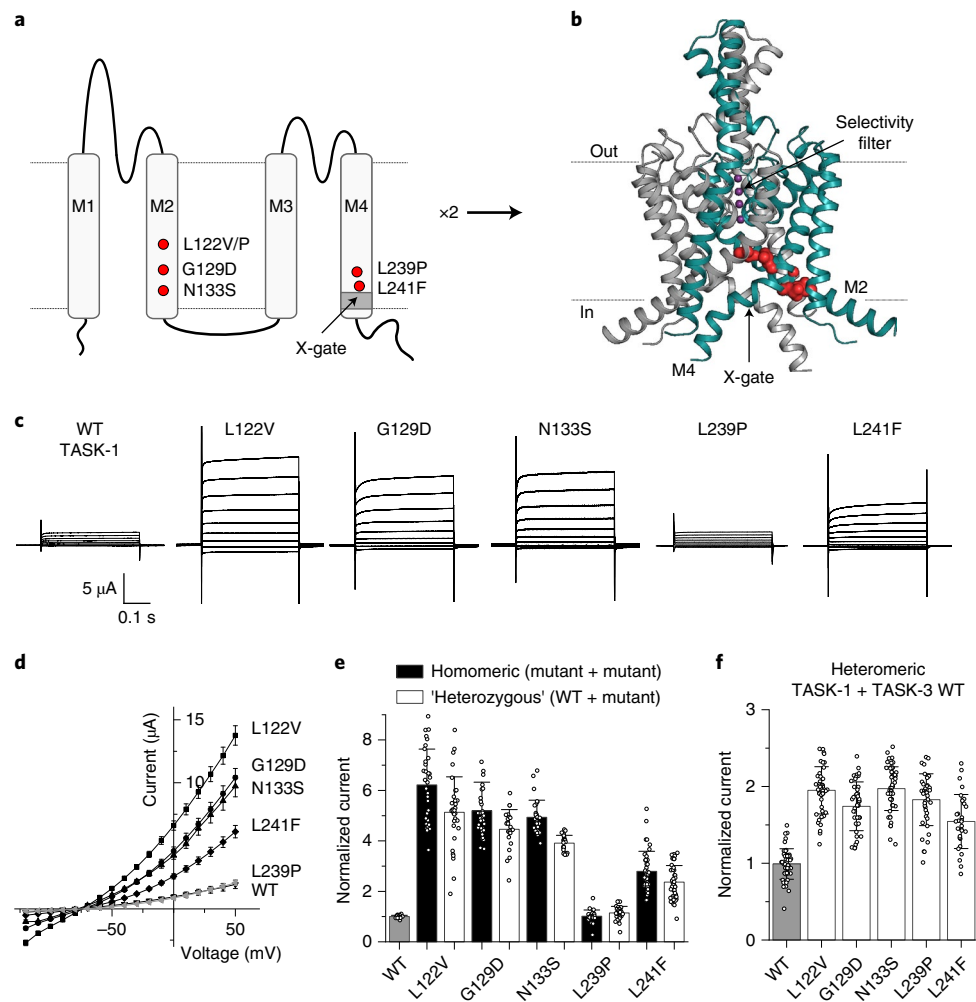 a
M1
M2
M3
M4
L122V/P
G129D
N133S
L239P
L241F
X-gate
×2
b
Selectivity
filter
Out
In
M2
M4
X-gate
c
WT
TASK-1
L122V
G129D
N133S
L239P
L241F
5 µA
0.1 s
d
Current (µA)
15
10
5
−50
50
Voltage (mV)
L122V
G129D
N133S
L241F
L239P
WT
e
Homomeric (mutant + mutant)
'Heterozygous' (WT + mutant)
Normalized current
8
6
4
2
0
WT
L122V
G129D
N133S
L239P
L241F
f
Heteromeric
TASK-1 + TASK-3 WT
Normalized current
3
2
1
0
WT
L122V
G129D
N133S
L239P
L241F